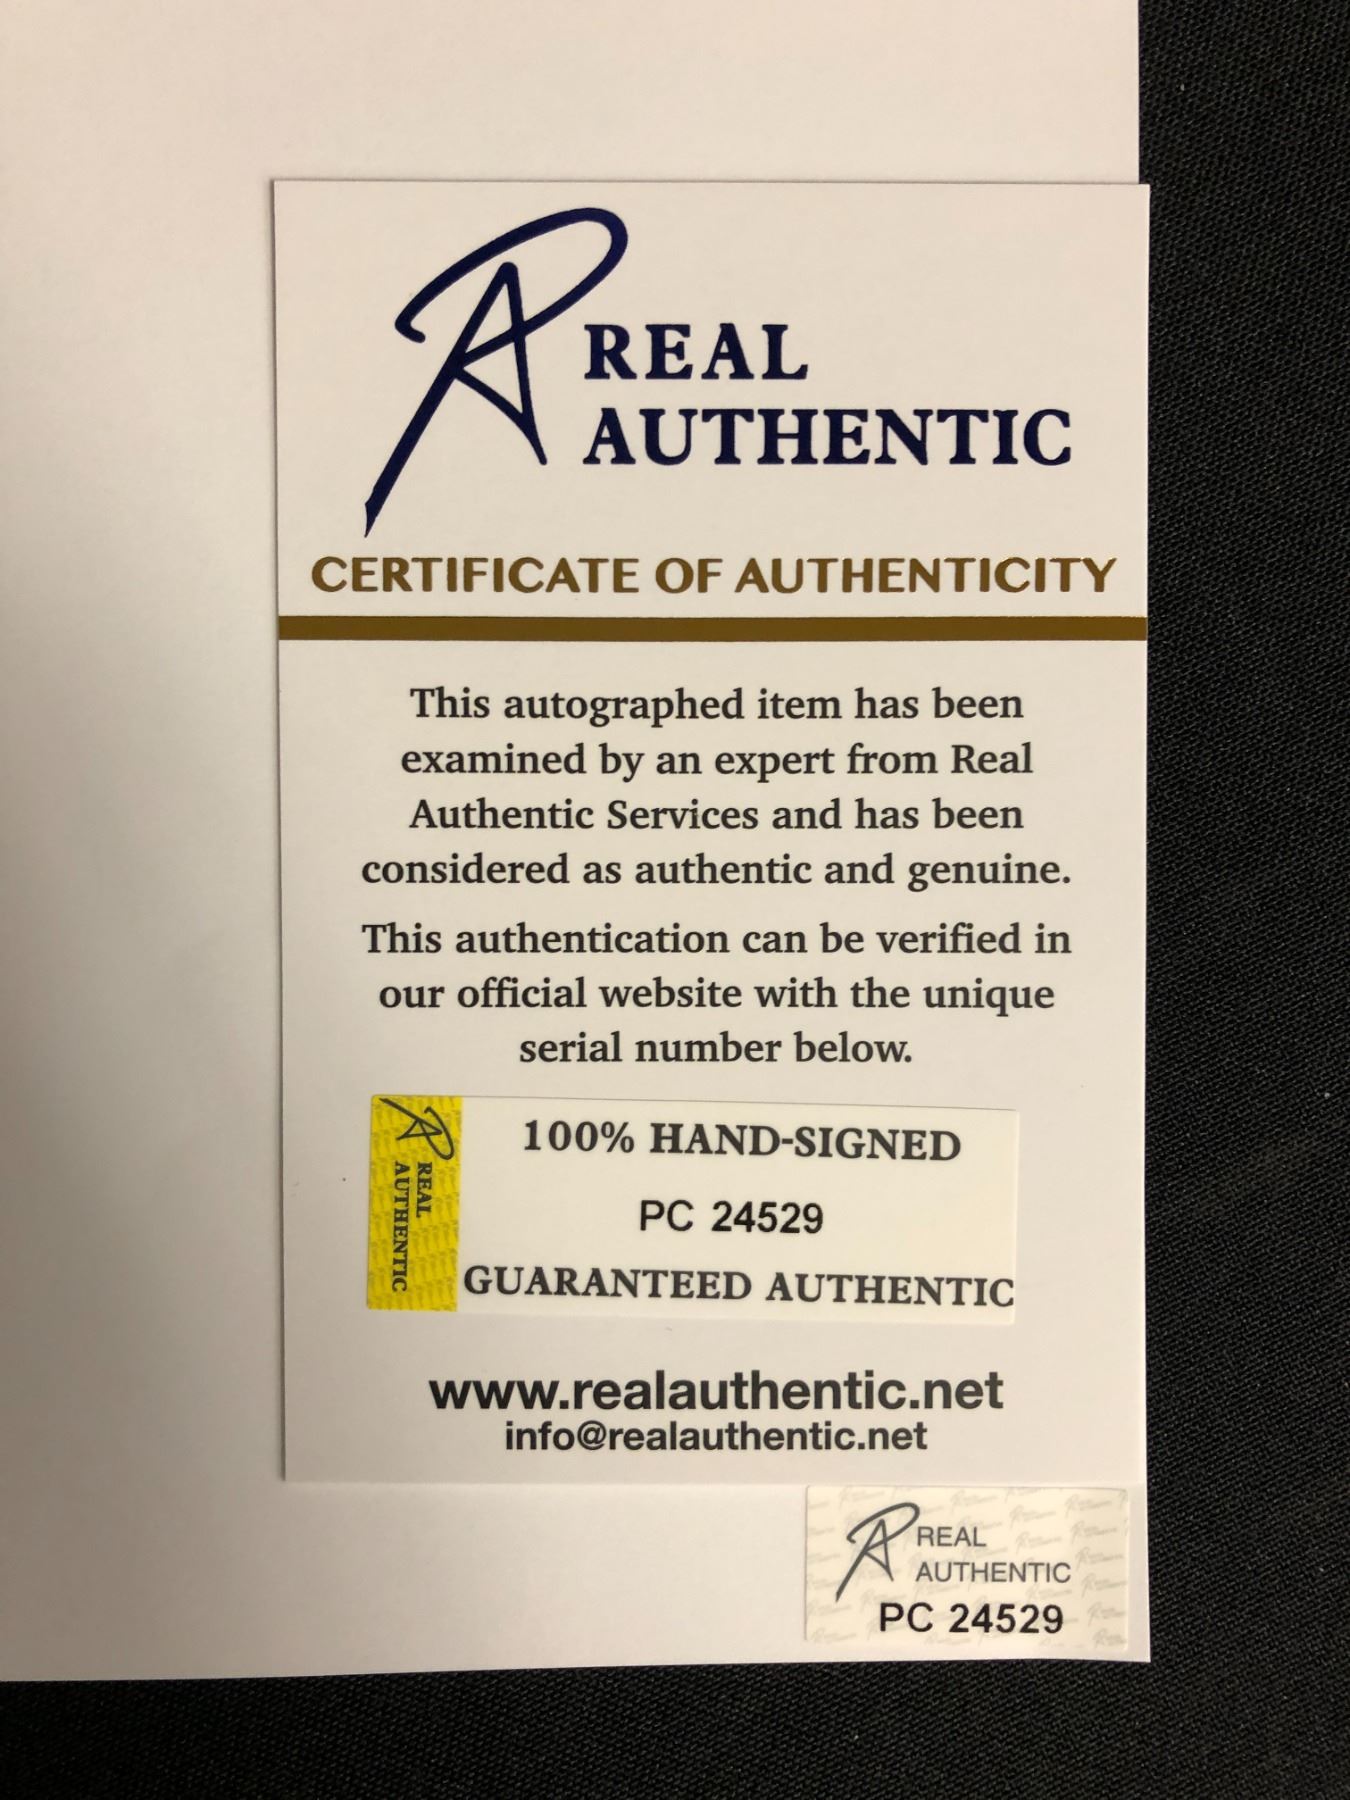 REAL
AUTHENTIC
CERTIFICATE OF AUTHENTICITY
This autographed item has been
examined by an expert from Real
Authentic Services and has been
considered as authentic and genuine.
This authentication can be verified in
our official website with the unique
serial number below.
REAL
AUTHENTIC
100% HAND-SIGNED
PC 24529
GUARANTEED AUTHENTIC
www.realauthentic.net
info@realauthentic.net
REAL
AUTHENTIC
PC 24529